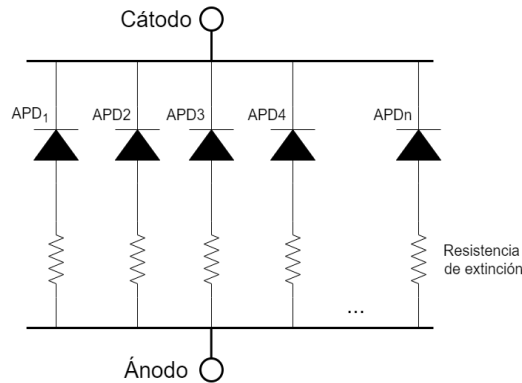 Cátodo
APD₁
APD2
APD3
APD4
APDn
Resistencia
de extinción
...
Ánodo